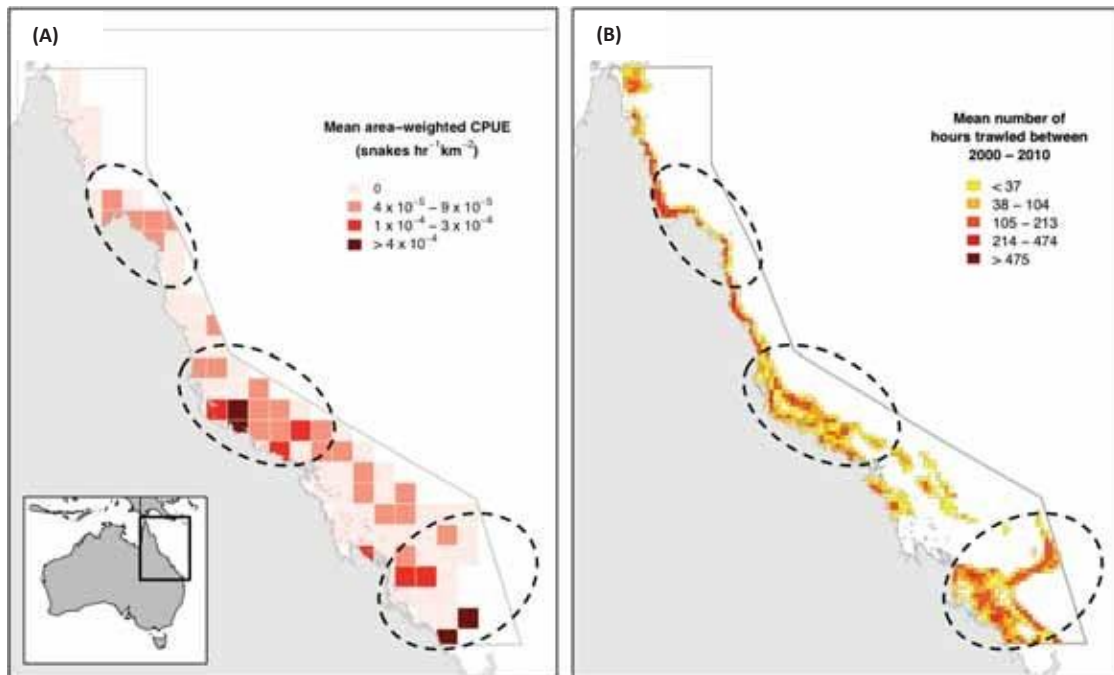 (A)
Mean area–weighted CPUE
(snakes hr⁻¹km⁻²)
0
4 x 10⁻⁵ – 9 x 10⁻⁵
1 x 10⁻⁴ – 3 x 10⁻⁴
> 4 x 10⁻⁴
(B)
Mean number of
hours trawled between
2000 – 2010
< 37
38 – 104
105 – 213
214 – 474
> 475